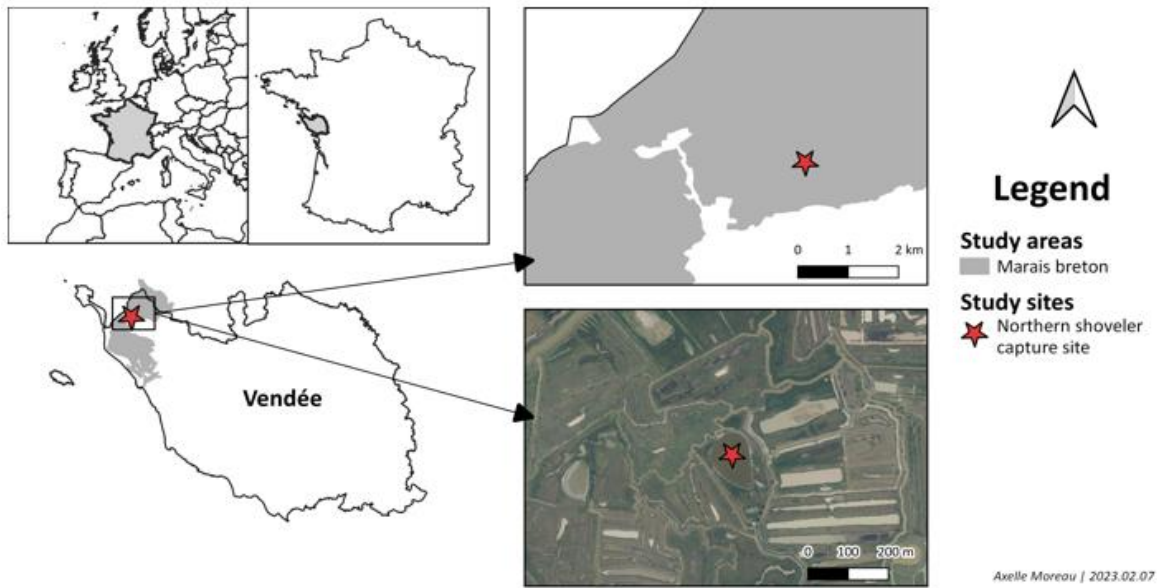 0 1 2 km
Vendée
0 100 200 m
Legend
Study areas
Marais breton
Study sites
Northern shoveler
capture site
Axelle Moreau | 2023.02.07